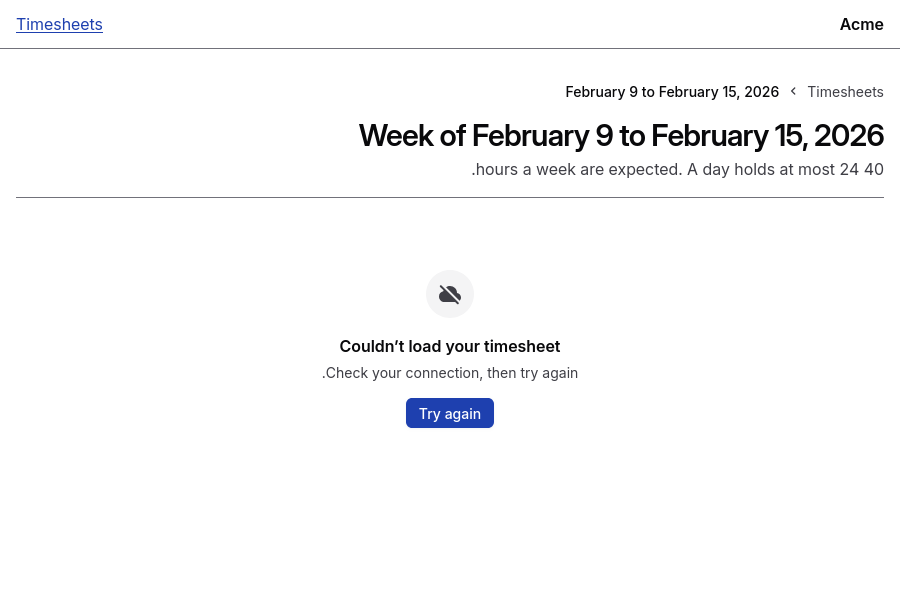 Timesheets Acme
February 9 to February 15, 2026 Timesheets
Week of February 9 to February 15, 2026
.hours a week are expected. A day holds at most 24 40
Couldn’t load your timesheet
.Check your connection, then try again
Try again